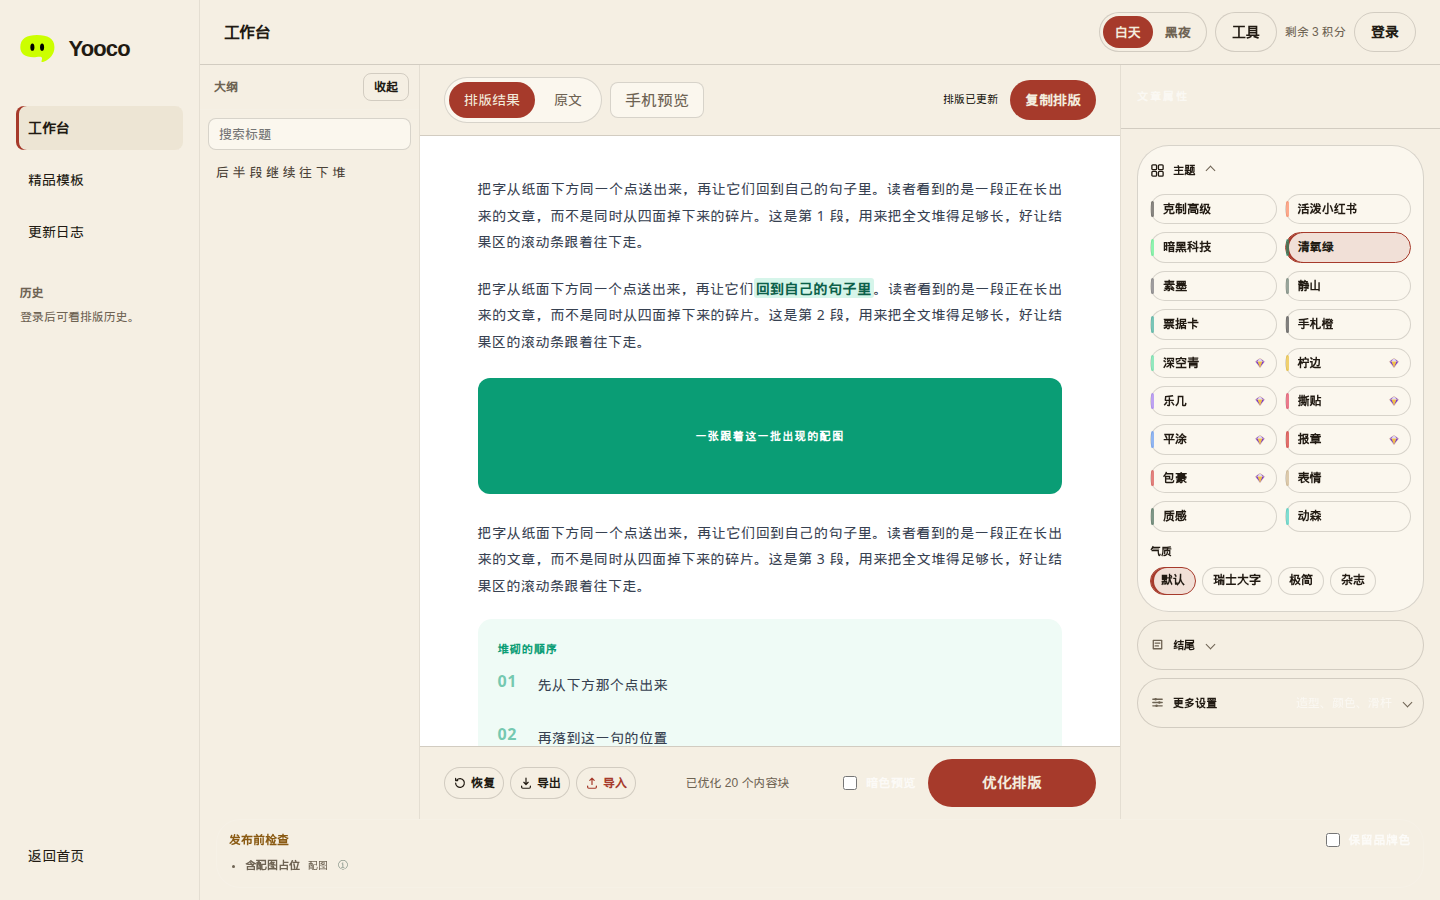 Yooco
工作台
精品模板
更新日志
历史
登录后可看排版历史。
返回首页
工作台
白天
黑夜
工具
剩余 3 积分
登录
大纲
收起
搜索标题
后半段继续往下堆
排版结果
原文
手机预览
排版已更新
复制排版
把字从纸面下方同一个点送出来，再让它们回到自己的句子里。读者看到的是一段正在长出
来的文章，而不是同时从四面掉下来的碎片。这是第 1 段，用来把全文堆得足够长，好让结
果区的滚动条跟着往下走。
把字从纸面下方同一个点送出来，再让它们回到自己的句子里。读者看到的是一段正在长出
来的文章，而不是同时从四面掉下来的碎片。这是第 2 段，用来把全文堆得足够长，好让结
果区的滚动条跟着往下走。
一张跟着这一批出现的配图
把字从纸面下方同一个点送出来，再让它们回到自己的句子里。读者看到的是一段正在长出
来的文章，而不是同时从四面掉下来的碎片。这是第 3 段，用来把全文堆得足够长，好让结
果区的滚动条跟着往下走。
堆砌的顺序
01 先从下方那个点出来
02 再落到这一句的位置
恢复
导出
导入
已优化 20 个内容块
暗色预览
优化排版
文章属性
主题
克制高级
活泼小红书
暗黑科技
清氧绿
素墨
静山
票据卡
手札橙
深空青
柠边
乐几
撕贴
平涂
报章
包豪
表情
质感
动森
气质
默认
瑞士大字
极简
杂志
结尾
更多设置
发布前检查
保留品牌色
含配图占位 配图